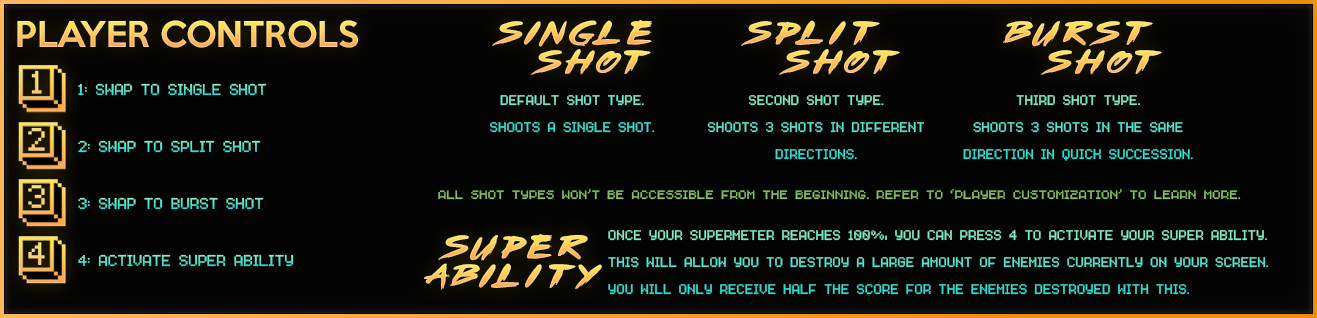 PLAYER CONTROLS
1
1: SWAP TO SINGLE SHOT
2
2: SWAP TO SPLIT SHOT
3
3: SWAP TO BURST SHOT
4
4: ACTIVATE SUPER ABILITY
SINGLE
SHOT
DEFAULT SHOT TYPE.
SHOOTS A SINGLE SHOT.
SPLIT
SHOT
SECOND SHOT TYPE.
SHOOTS 3 SHOTS IN DIFFERENT
DIRECTIONS.
BURST
SHOT
THIRD SHOT TYPE.
SHOOTS 3 SHOTS IN THE SAME
DIRECTION IN QUICH SUCCESSION.
ALL SHOT TYPES WON'T BE ACCESSIBLE FROM THE BEGINNING. REFER TO 'PLAYER CUSTOMIZATION' TO LEARN MORE.
SUPER
ABILITY
ONCE YOUR SUPERMETER REACHES 100%, YOU CAN PRESS 4 TO ACTIVATE YOUR SUPER ABILITY.
THIS WILL ALLOW YOU TO DESTROY A LARGE AMOUNT OF ENEMIES CURRENTLY ON YOUR SCREEN.
YOU WILL ONLY RECEIVE HALF THE SCORE FOR THE ENEMIES DESTROYED WITH THIS.